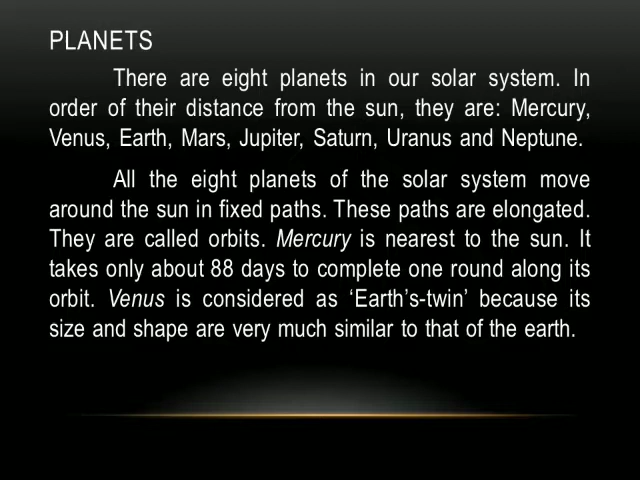 PLANETS
There are eight planets in our solar system. In
order of their distance from the sun, they are: Mercury,
Venus, Earth, Mars, Jupiter, Saturn, Uranus and Neptune.
All the eight planets of the solar system move
around the sun in fixed paths. These paths are elongated.
They are called orbits. Mercury is nearest to the sun. It
takes only about 88 days to complete one round along its
orbit. Venus is considered as ‘Earth’s-twin’ because its
size and shape are very much similar to that of the earth.